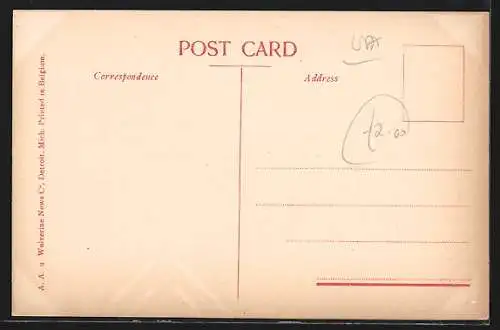 POST CARD
USA
Correspondence
Address
12.00
A. A. 9 Wolverine News Co, Detroit, Mich. Printed in Belgium.